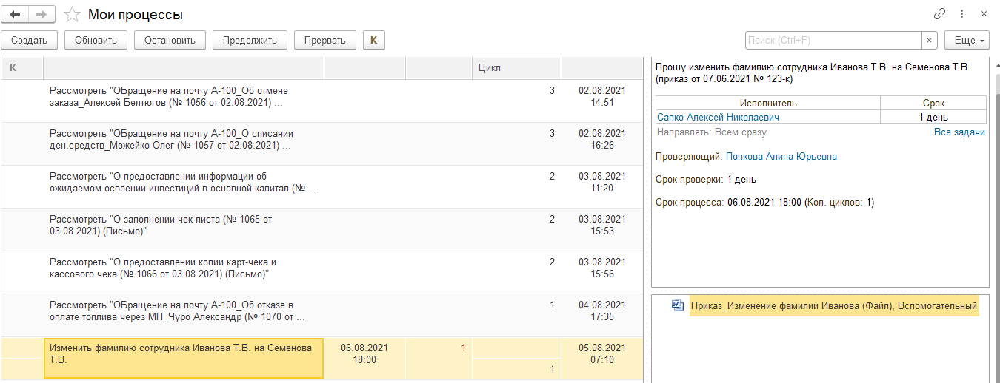 Мои процессы
Создать Обновить Остановить Продолжить Прервать К Поиск (Ctrl+F) × Еще
К Цикл
Рассмотреть "ОБращение на почту А-100_Об отмене 3 02.08.2021
заказа_Алексей Белтюгов (№ 1056 от 02.08.2021) ... 14:51
Рассмотреть "ОБращение на почту А-100_О списании 3 02.08.2021
ден.средств_Можейко Олег (№ 1057 от 02.08.2021) ... 16:26
Рассмотреть "О предоставлении информации об 2 03.08.2021
ожидаемом освоении инвестиций в основной капитал (№ ... 11:20
Рассмотреть "О заполнении чек-листа (№ 1065 от 2 03.08.2021
03.08.2021) (Письмо)" 15:53
Рассмотреть "О предоставлении копии карт-чека и 2 03.08.2021
кассового чека (№ 1066 от 03.08.2021) (Письмо)" 15:56
Рассмотреть "ОБращение на почту А-100_Об отказе в 1 04.08.2021
оплате топлива через МП_Чуро Александр (№ 1070 от ... 17:35
Изменить фамилию сотрудника Иванова Т.В. на Семенова 06.08.2021 1 05.08.2021
Т.В. 18:00 07:10
1
Прошу изменить фамилию сотрудника Иванова Т.В. на Семенова Т.В.
(приказ от 07.06.2021 № 123-к)
Исполнитель Срок
Сапко Алексей Николаевич 1 день
Направлять: Всем сразу Все задачи
Проверяющий: Попкова Алина Юрьевна
Срок проверки: 1 день
Срок процесса: 06.08.2021 18:00 (Кол. циклов: 1)
Приказ_Изменение фамилии Иванова (Файл), Вспомогательный